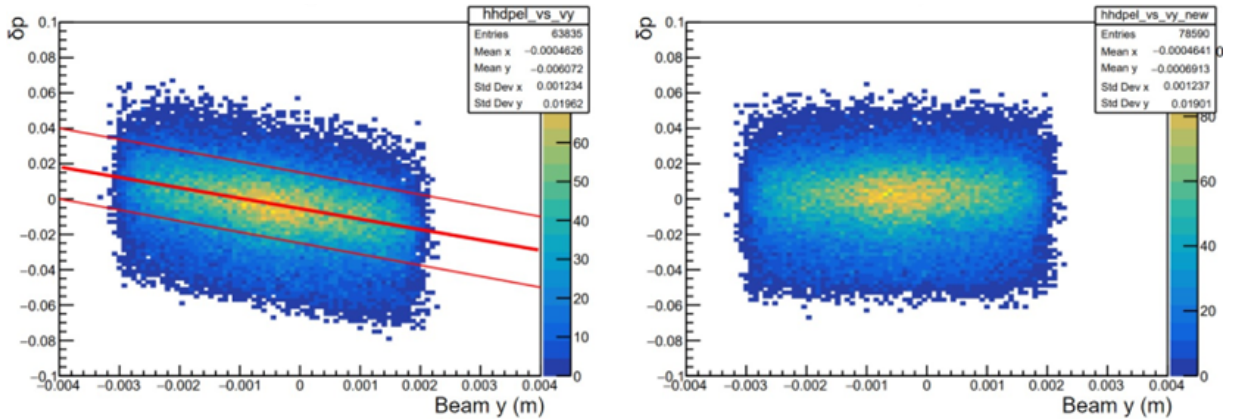 hhdpel_vs_vy
Entries 63835
Mean x −0.0004626
Mean y −0.006072
Std Dev x 0.001234
Std Dev y 0.01962
δp
0.1
0.08
0.06
0.04
0.02
0
−0.02
−0.04
−0.06
−0.08
−0.1
−0.004 −0.003 −0.002 −0.001 0 0.001 0.002 0.003 0.004
Beam y (m)
60
50
40
30
20
10
0
hhdpel_vs_vy_new
Entries 78590
Mean x −0.0004641
Mean y −0.0006913
Std Dev x 0.001237
Std Dev y 0.01901
δp
0.1
0.08
0.06
0.04
0.02
0
−0.02
−0.04
−0.06
−0.08
−0.1
−0.004 −0.003 −0.002 −0.001 0 0.001 0.002 0.003 0.004
Beam y (m)
0
80
60
40
20
0